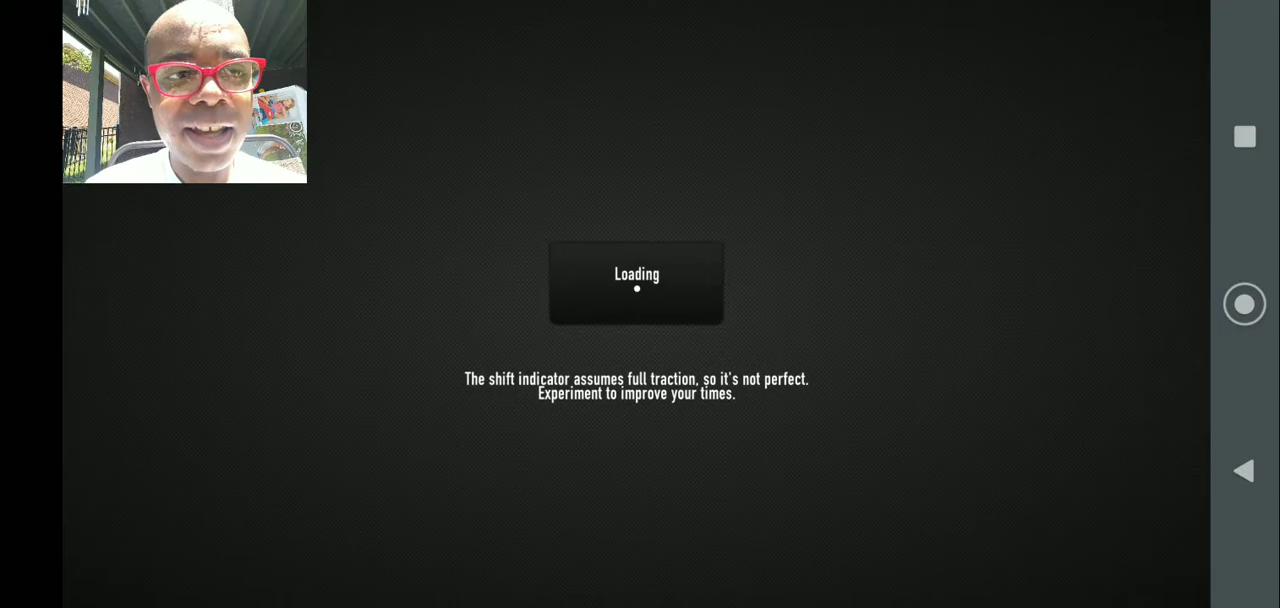 Loading
The shift indicator assumes full traction, so it's not perfect.
Experiment to improve your times.